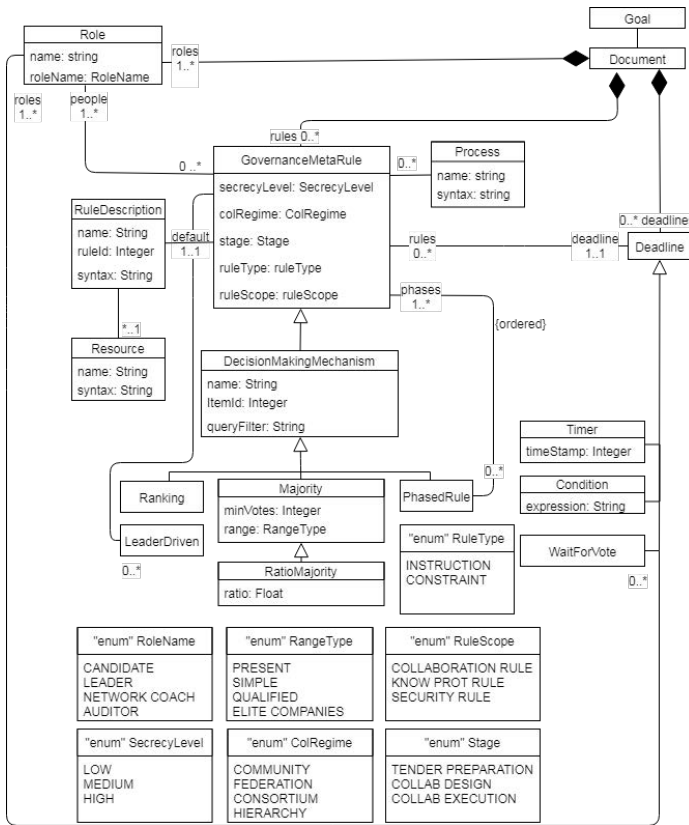 Goal
Document
Role
name: string
roleName: RoleName
roles
1..*
roles
1..*
people
1..*
0 ..*
rules 0..*
GovernanceMetaRule
secrecyLevel: SecrecyLevel
colRegime: ColRegime
stage: Stage
ruleType: ruleType
ruleScope: ruleScope
0..*
Process
name: string
syntax: string
RuleDescription
name: String
ruleId: Integer
syntax: String
default
1..1
rules
0..*
deadline
1..1
0..* deadline
Deadline
phases
1..*
{ordered}
*..1
Resource
name: String
syntax: String
DecisionMakingMechanism
name: String
ItemId: Integer
queryFilter: String
Ranking
Majority
minVotes: Integer
range: RangeType
PhasedRule
0..*
LeaderDriven
0..*
RatioMajority
ratio: Float
"enum" RuleType
INSTRUCTION
CONSTRAINT
Timer
timeStamp: Integer
Condition
expression: String
WaitForVote
0..*
"enum" RoleName
CANDIDATE
LEADER
NETWORK COACH
AUDITOR
"enum" RangeType
PRESENT
SIMPLE
QUALIFIED
ELITE COMPANIES
"enum" RuleScope
COLLABORATION RULE
KNOW PROT RULE
SECURITY RULE
"enum" SecrecyLevel
LOW
MEDIUM
HIGH
"enum" ColRegime
COMMUNITY
FEDERATION
CONSORTIUM
HIERARCHY
"enum" Stage
TENDER PREPARATION
COLLAB DESIGN
COLLAB EXECUTION